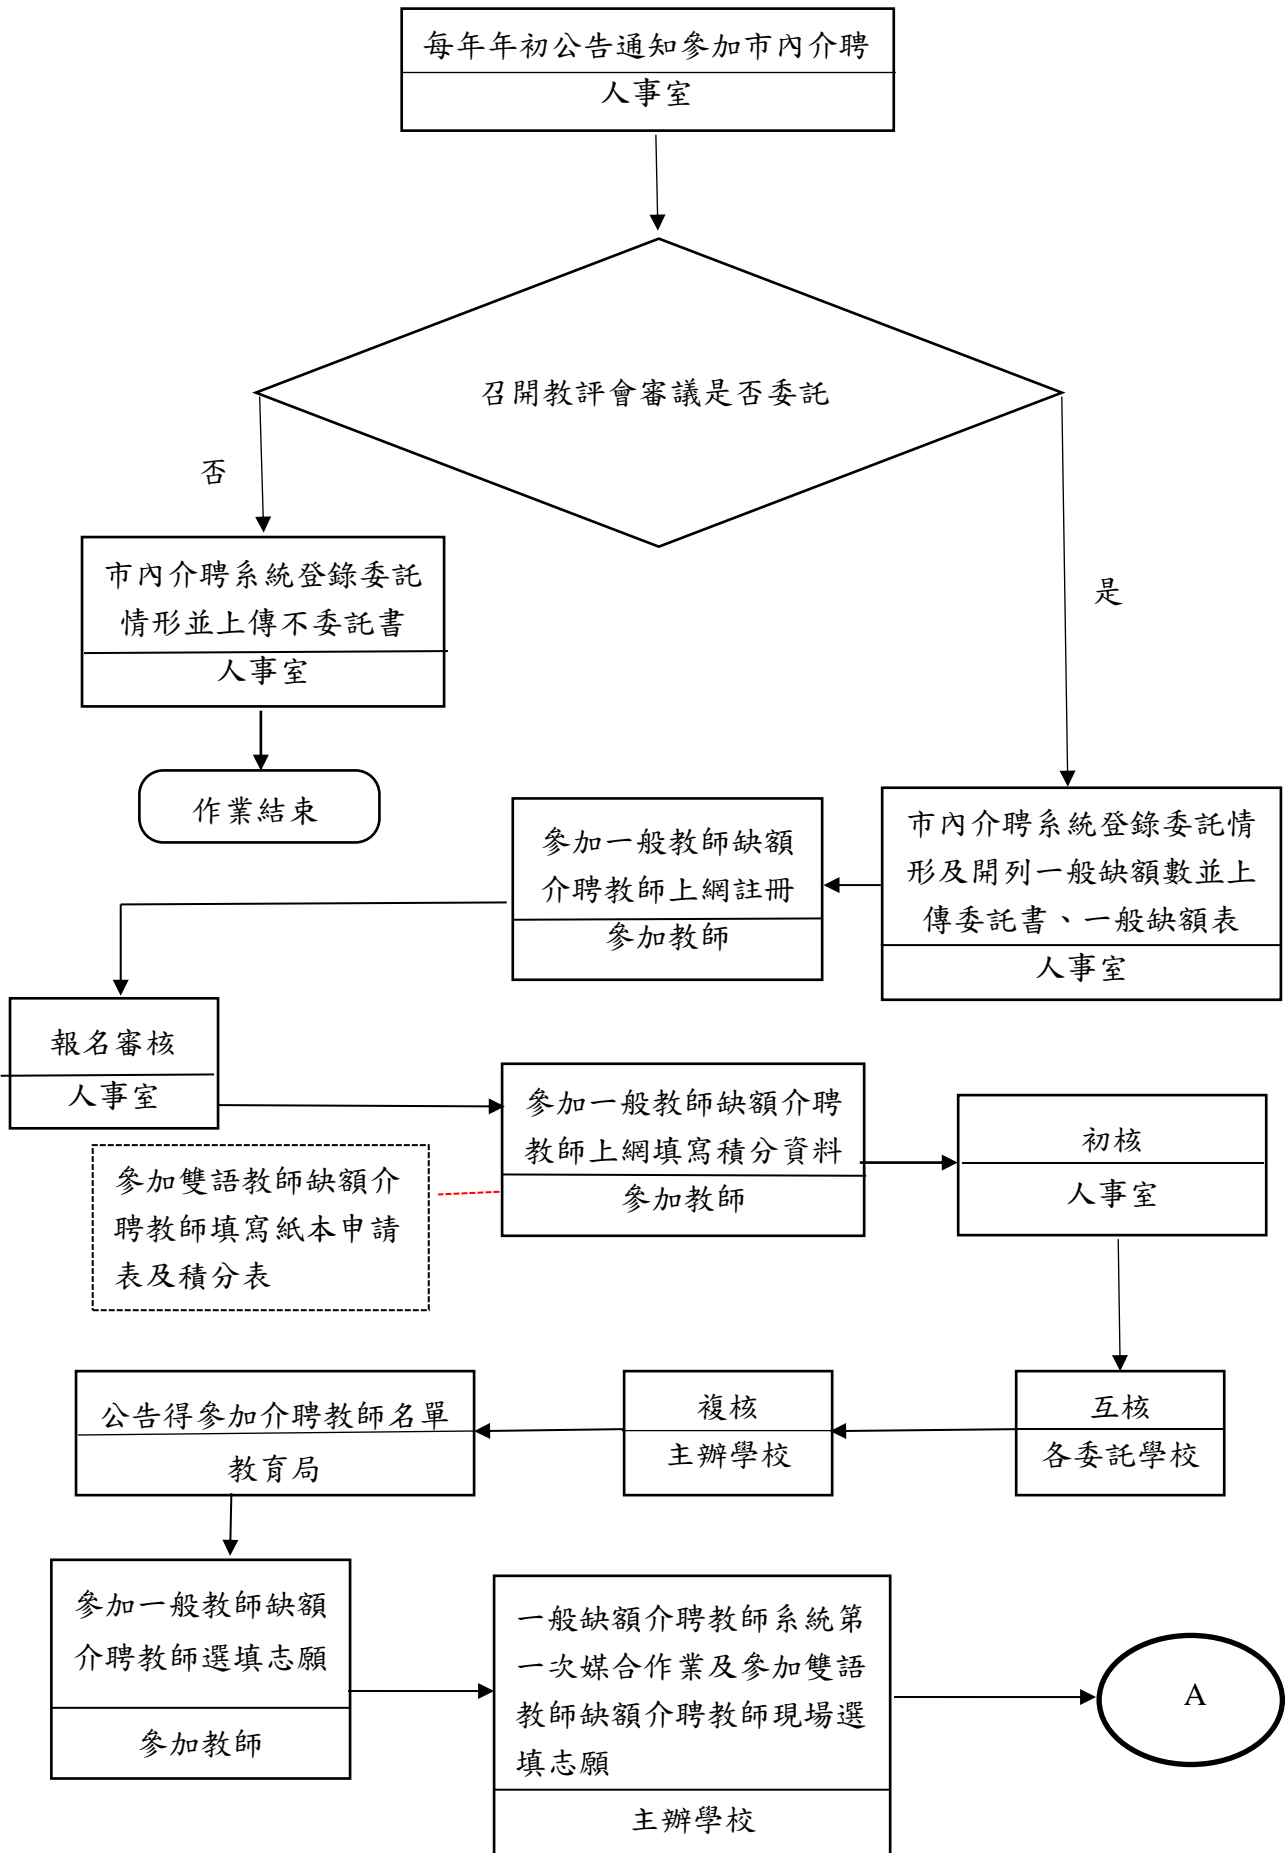 每年年初公告通知參加市內介聘
人事室
召開教評會審議是否委託
否
是
市內介聘系統登錄委託
情形並上傳不委託書
人事室
作業結束
市內介聘系統登錄委託情
形及開列一般缺額數並上
傳委託書、一般缺額表
人事室
參加一般教師缺額
介聘教師上網註冊
參加教師
報名審核
人事室
參加一般教師缺額介聘
教師上網填寫積分資料
參加教師
參加雙語教師缺額介
聘教師填寫紙本申請
表及積分表
初核
人事室
互核
各委託學校
複核
主辦學校
公告得參加介聘教師名單
教育局
參加一般教師缺額
介聘教師選填志願
參加教師
一般缺額介聘教師系統第
一次媒合作業及參加雙語
教師缺額介聘教師現場選
填志願
主辦學校
A